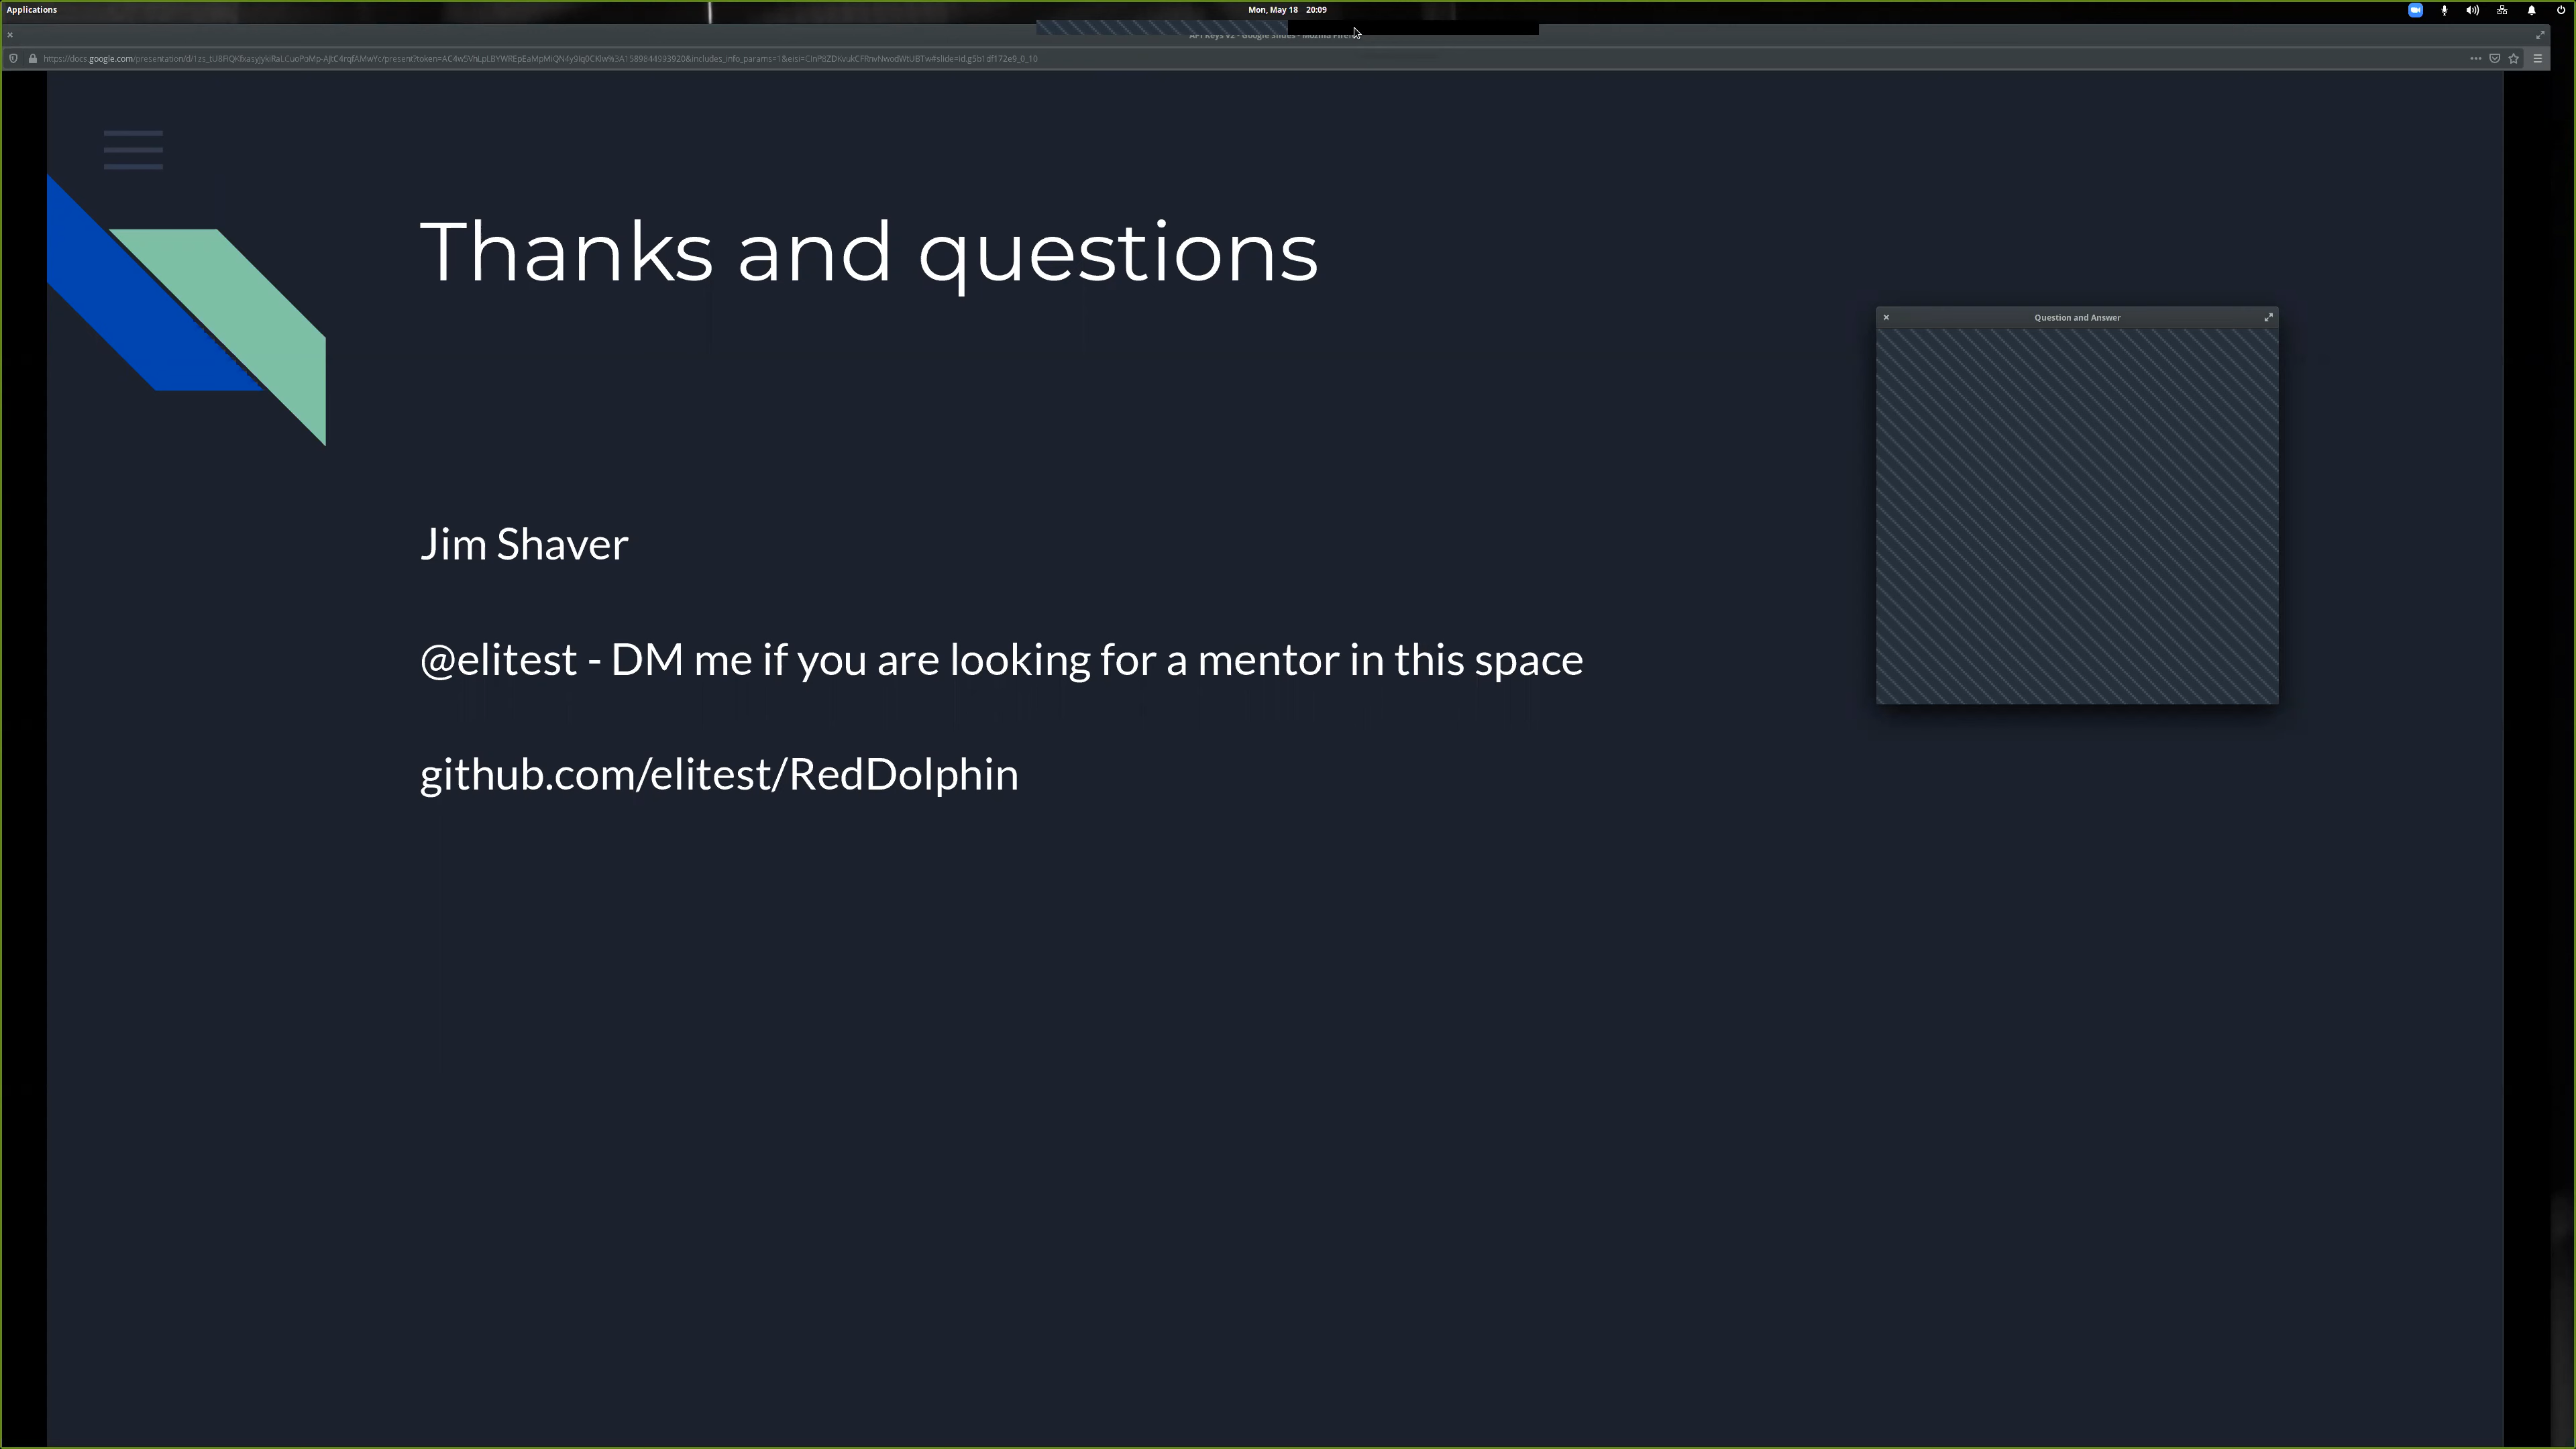 Applications
Mon, May 18 20:09
Question and Answer
Thanks and questions
Jim Shaver
@elitest - DM me if you are looking for a mentor in this space
github.com/elitest/RedDolphin